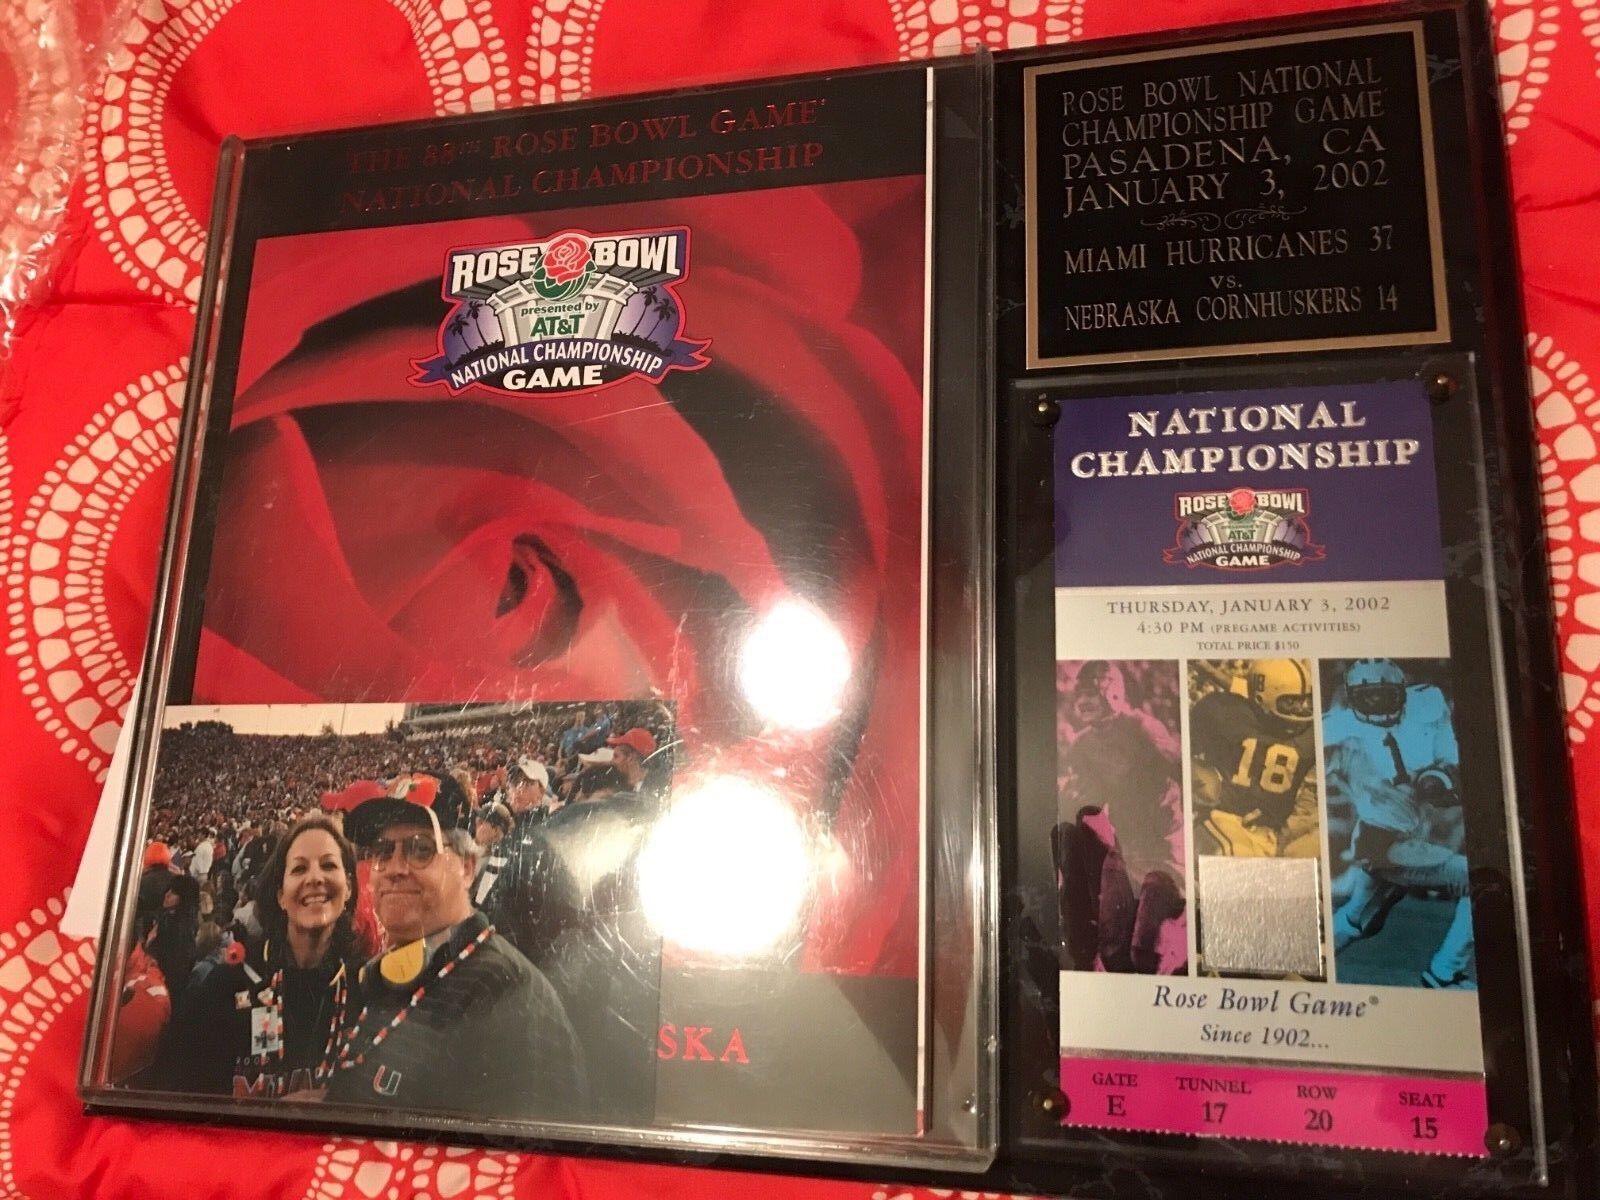 THE 88TH ROSE BOWL GAME
NATIONAL CHAMPIONSHIP
ROSE BOWL
presented by
AT&T
NATIONAL CHAMPIONSHIP
GAME
U
SKA
ROSE BOWL NATIONAL
CHAMPIONSHIP GAME
PASADENA, CA
JANUARY 3, 2002
MIAMI HURRICANES 37
vs.
NEBRASKA CORNHUSKERS 14
NATIONAL
CHAMPIONSHIP
ROSE BOWL
AT&T
NATIONAL CHAMPIONSHIP
GAME
THURSDAY, JANUARY 3, 2002
4:30 PM (PREGAME ACTIVITIES)
TOTAL PRICE $150
18
18
1
Rose Bowl Game®
Since 1902...
GATE TUNNEL ROW SEAT
E 17 20 15